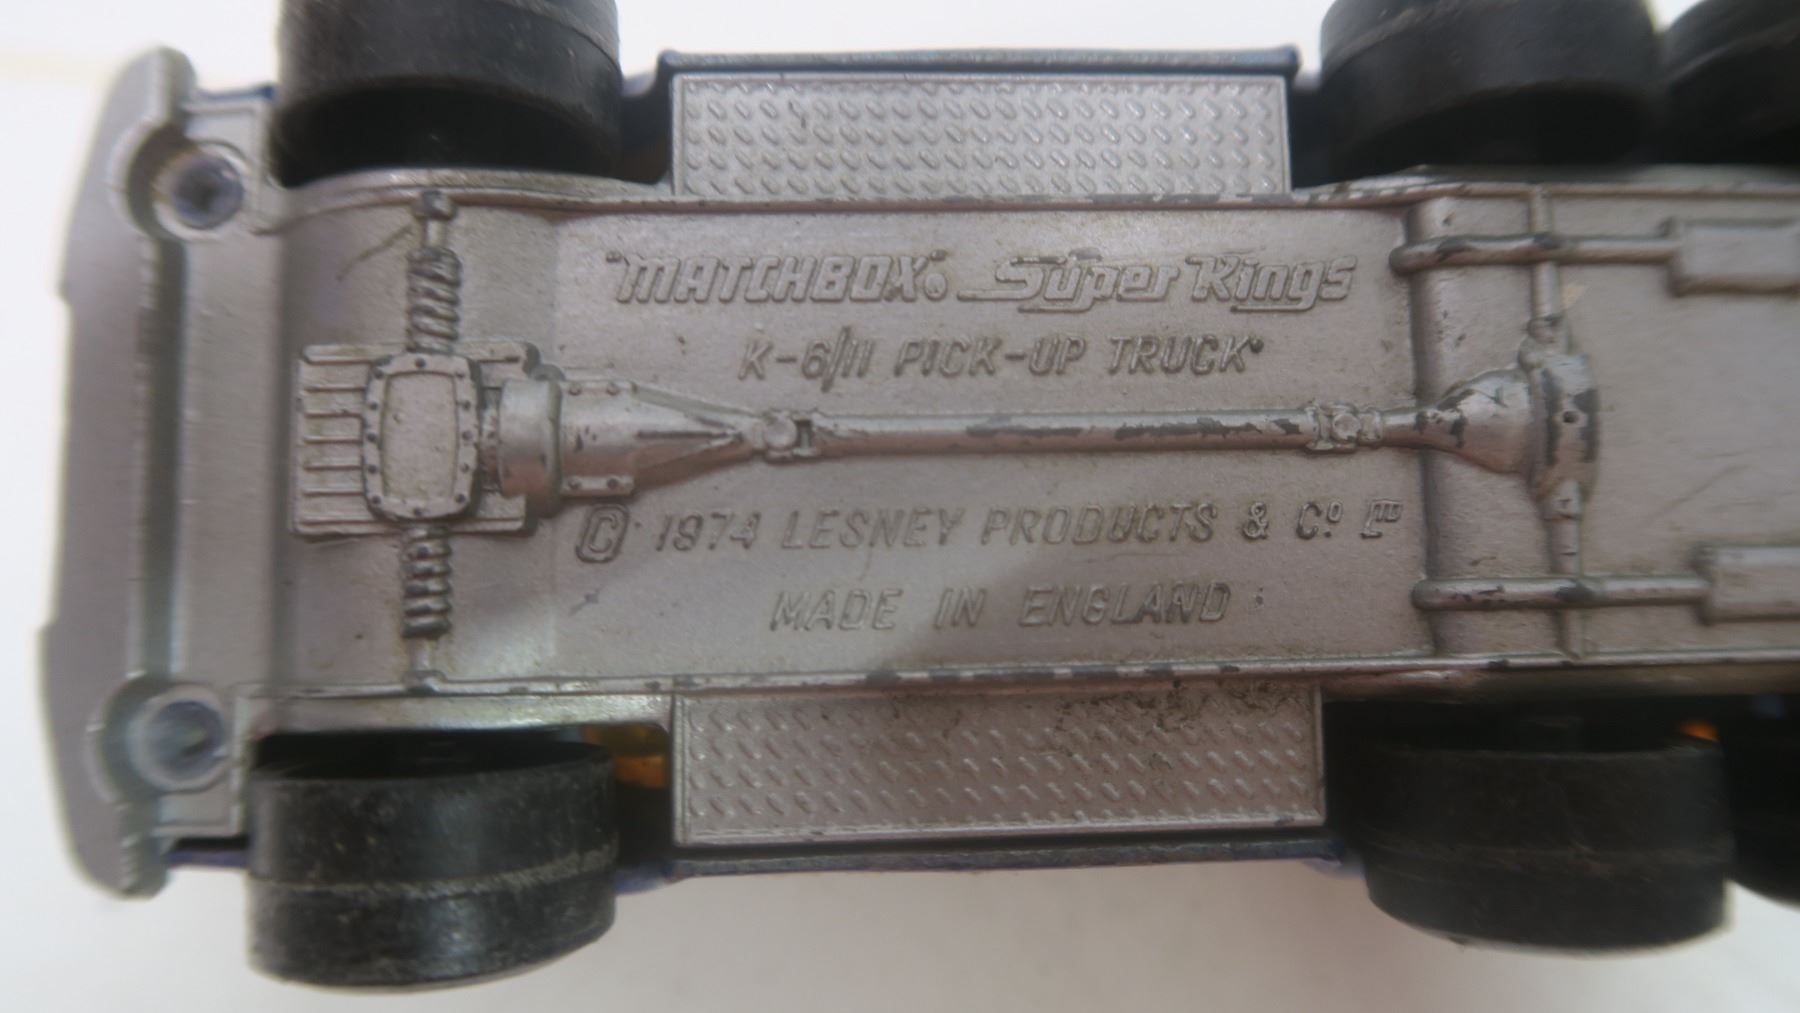 "MATCHBOX"® Super Kings
K-6/11 PICK-UP TRUCK
© 1974 LESNEY PRODUCTS & Cº LTD
MADE IN ENGLAND